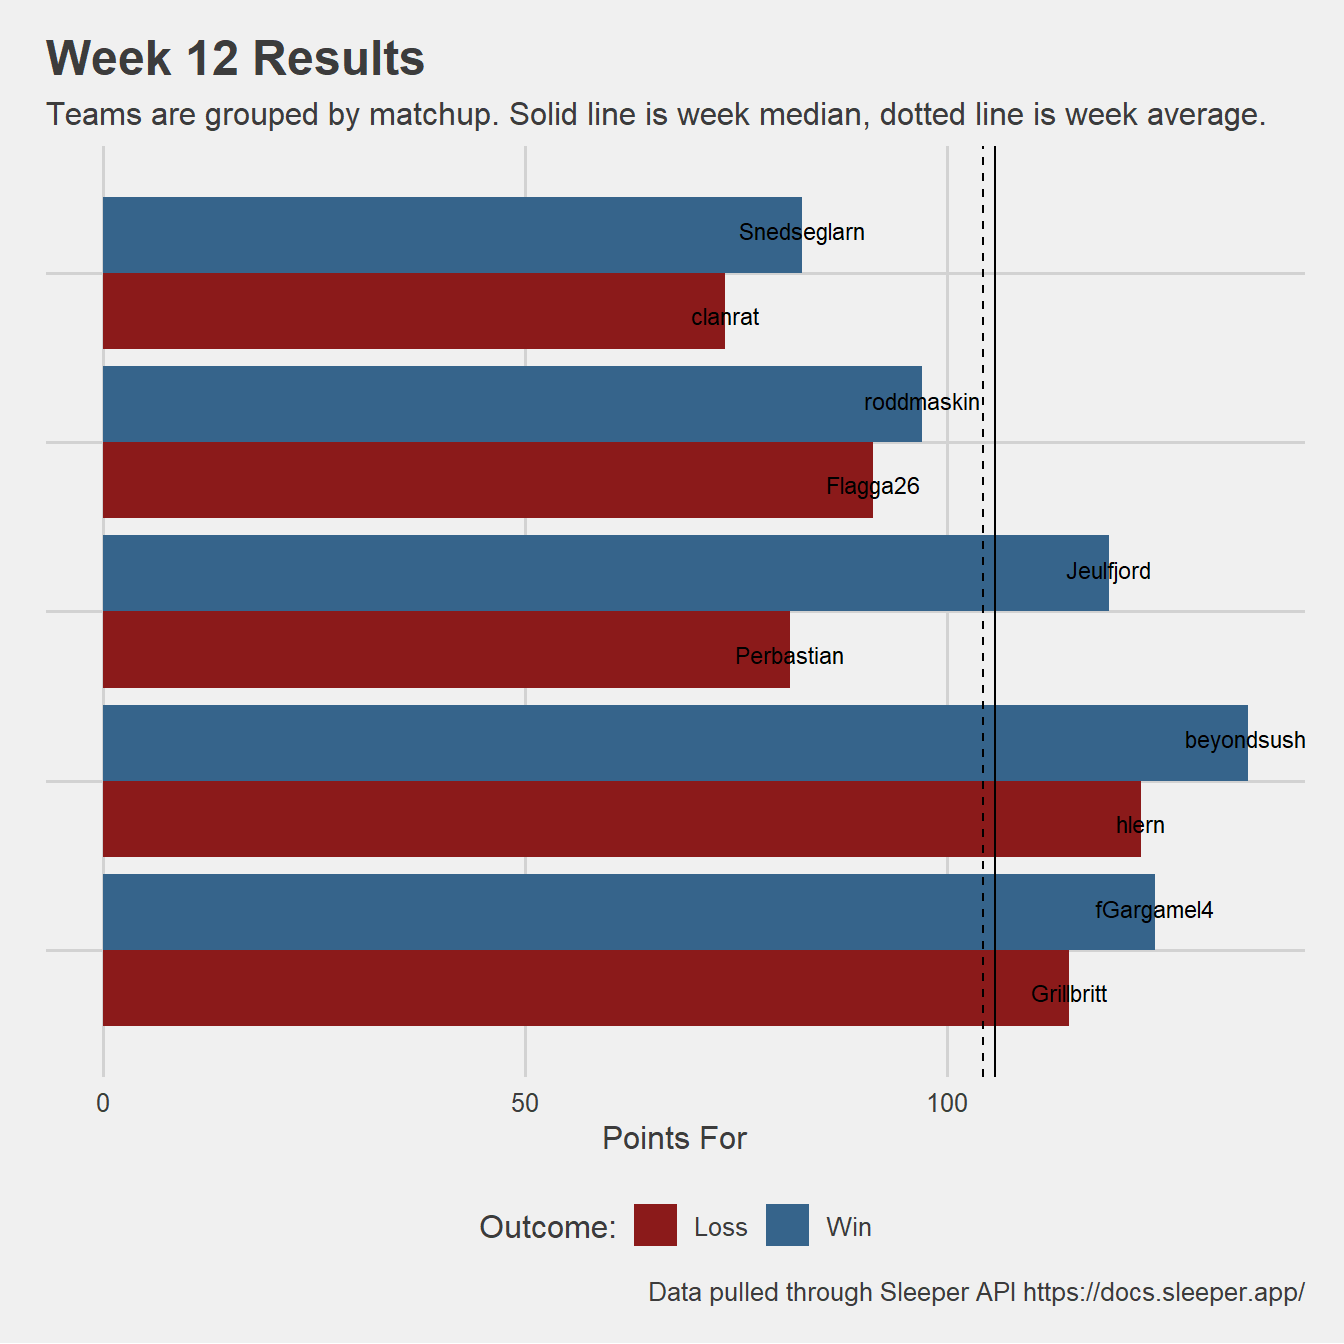 Week 12 Results
Teams are grouped by matchup. Solid line is week median, dotted line is week average.
Snedseglarn
clanrat
roddmaskin
Flagga26
Jeulfjord
Perbastian
beyondsush
hlern
fGargamel4
Grillbritt
0 50 100
Points For
Outcome: Loss Win
Data pulled through Sleeper API https://docs.sleeper.app/